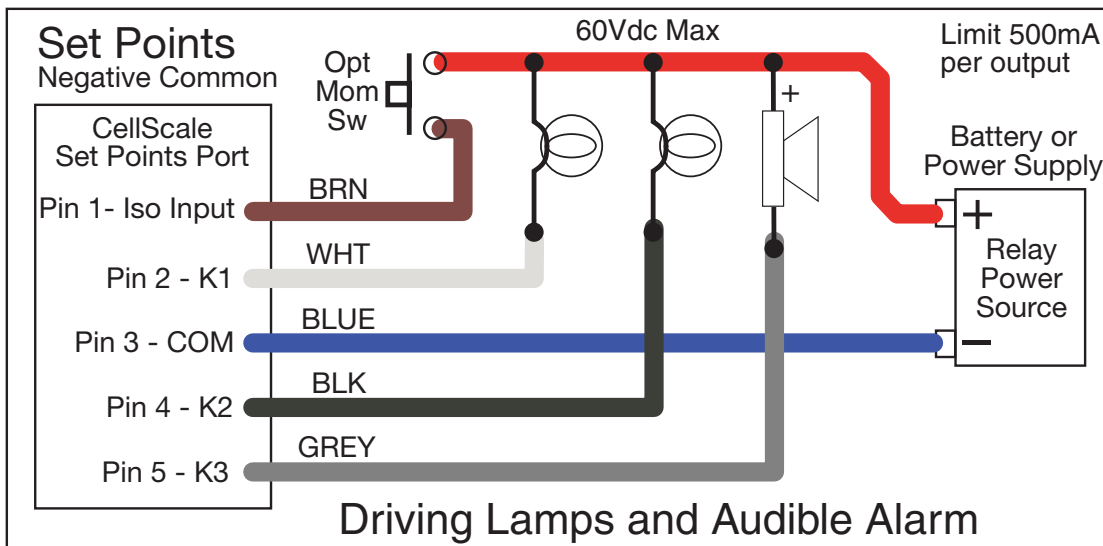 Set Points
Negative Common
CellScale
Set Points Port
Pin 1- Iso Input
Pin 2 - K1
Pin 3 - COM
Pin 4 - K2
Pin 5 - K3
BRN
WHT
BLUE
BLK
GREY
Opt
Mom
Sw
60Vdc Max
+
Limit 500mA
per output
Battery or
Power Supply
+
Relay
Power
Source
−
Driving Lamps and Audible Alarm